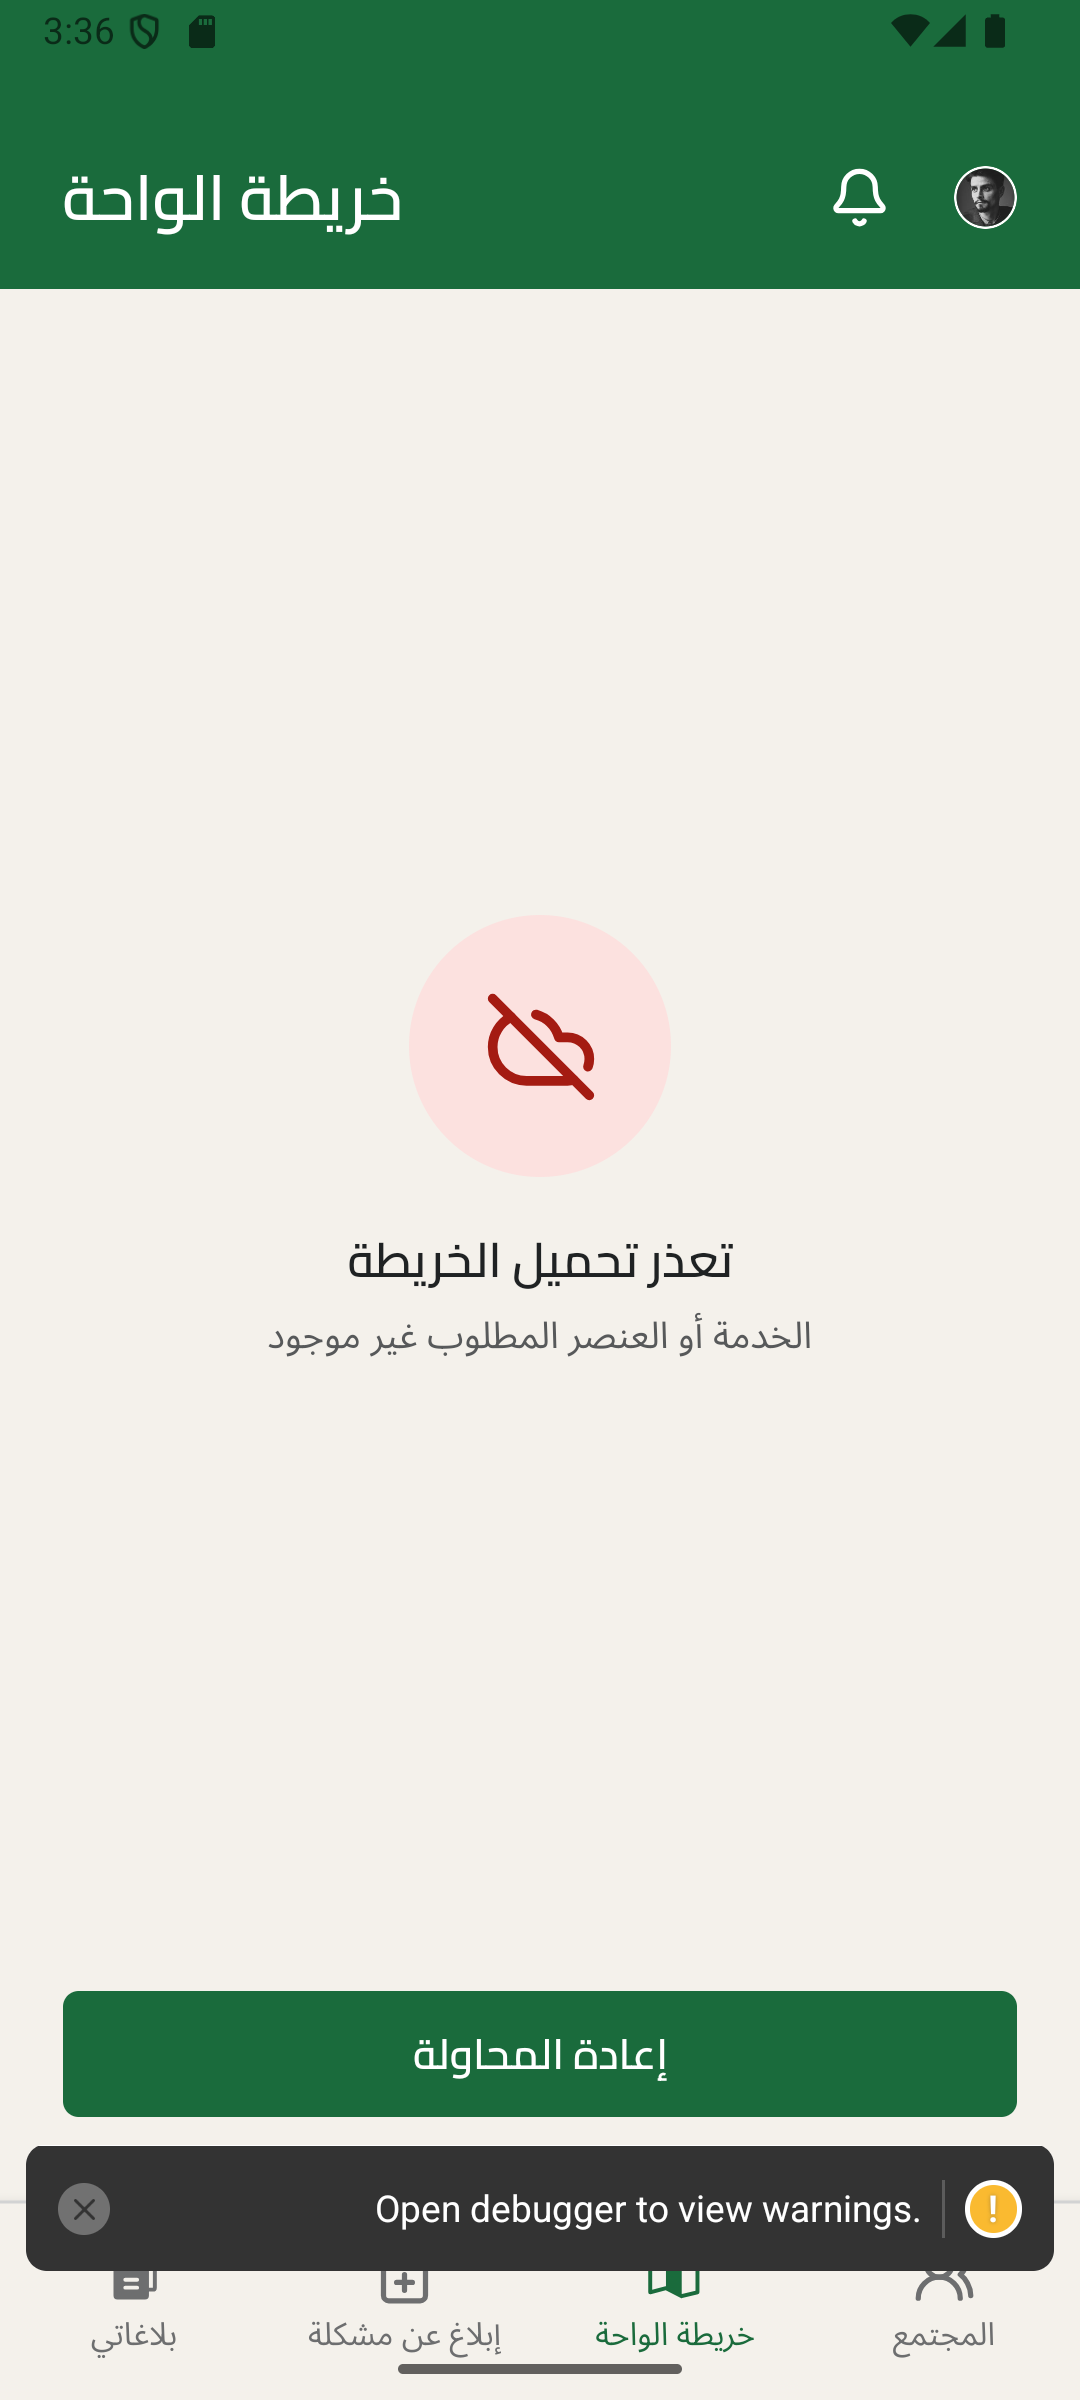 3:36
خريطة الواحة
تعذر تحميل الخريطة
الخدمة أو العنصر المطلوب غير موجود
إعادة المحاولة
Open debugger to view warnings.
المجتمع
خريطة الواحة
إبلاغ عن مشكلة
بلاغاتي